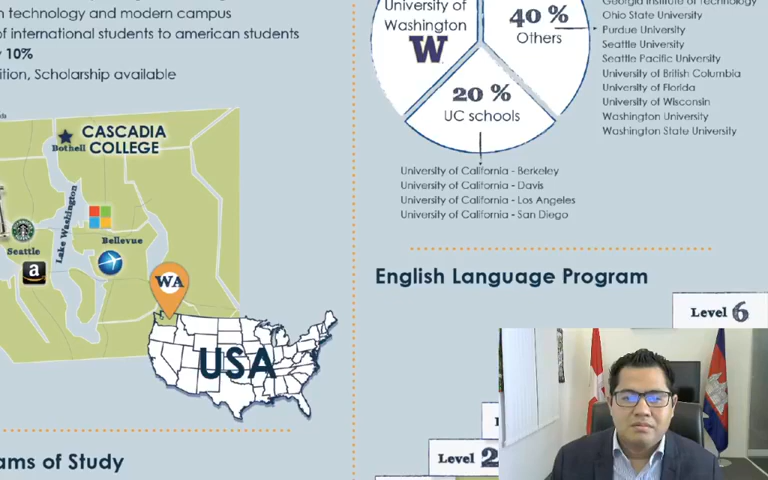 technology and modern campus
of international students to american students
10%
ition, Scholarship available
CASCADIA
COLLEGE
Bothell
Lake Washington
Bellevue
Seattle
a
WA
USA
ams of Study
University of
Washington
W
40 %
Others
20 %
UC schools
Georgia Institute of Technology
Ohio State University
Purdue University
Seattle University
Seattle Pacific University
University of British Columbia
University of Florida
University of Wisconsin
Washington University
Washington State University
University of California - Berkeley
University of California - Davis
University of California - Los Angeles
University of California - San Diego
English Language Program
Level 6
Level 2